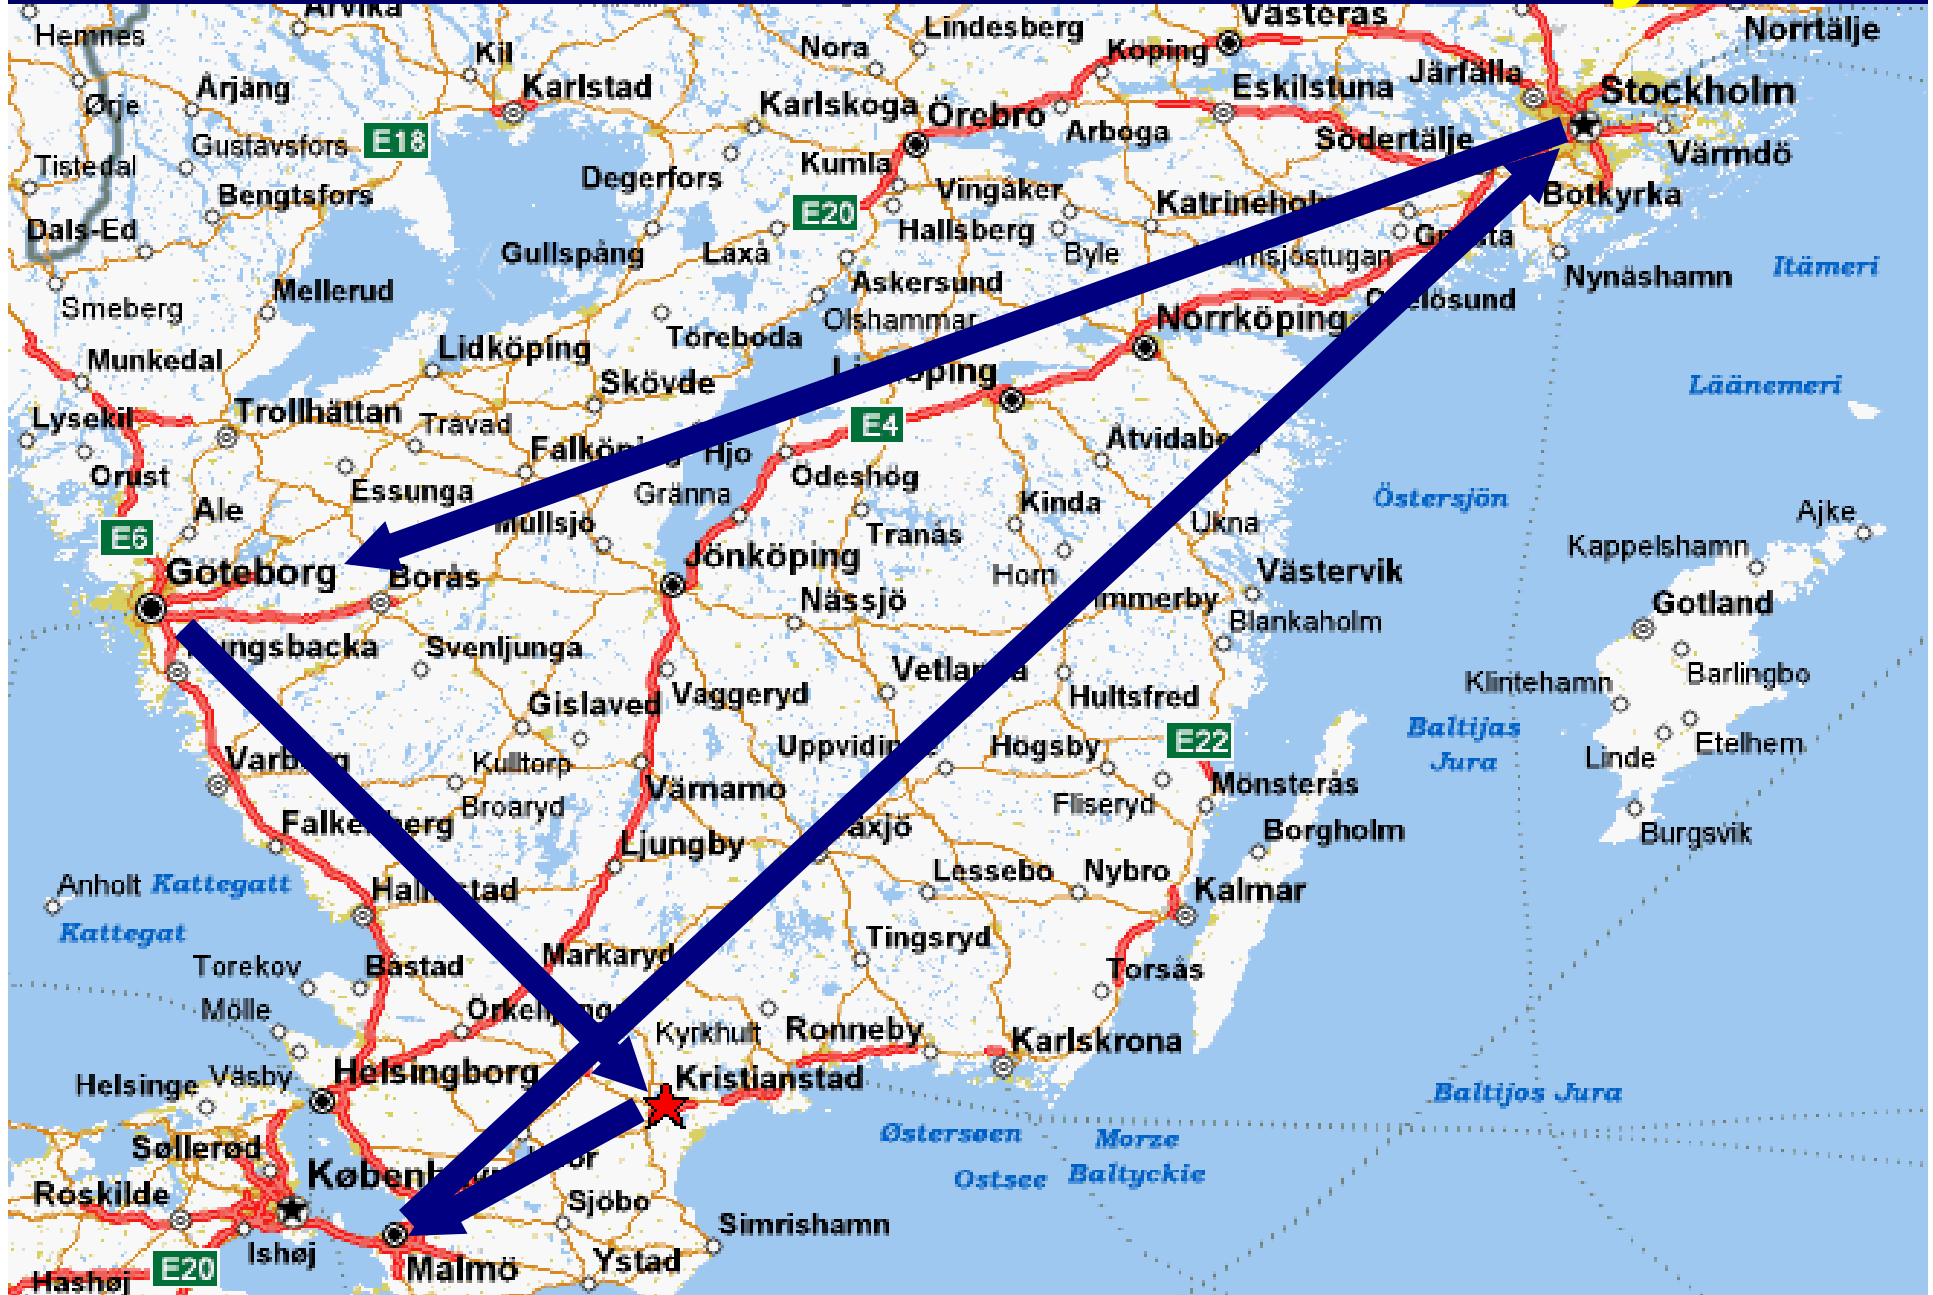 Arvika
Västerås
Hemnes
Lindesberg
Norrtälje
Kil
Nora
Köping
Årjäng
Karlstad
Järfälla
Ørje
Karlskoga
Örebro
Eskilstuna
Stockholm
Gustavsfors
E18
Arboga
Södertälje
Tistedal
Kumla
Värmdö
Degerfors
Bengtsfors
Vingåker
Botkyrka
E20
Dals-Ed
Hallsberg
Gullspång
Laxå
Byle
Nynäshamn
Itämeri
Mellerud
Askersund
Smeberg
Olshammar
Norrköping
Töreboda
Lidköping
Munkedal
Skövde
Läänemeri
Lysekil
Trollhättan
Travad
E4
Hjo
Orust
Ödeshög
Essunga
Gränna
Östersjön
Ale
Kinda
Ajke
E6
Mullsjö
Tranås
Ukna
Kappelshamn
Göteborg
Borås
Jönköping
Horn
Västervik
Nässjö
Gotland
Blankaholm
Svenljunga
Barlingbo
Klintehamn
Vaggeryd
Hultsfred
Gislaved
Baltijas
Jura
E22
Högsby
Etelhem
Linde
Kulltorp
Värnamo
Mönsterås
Broaryd
Fliseryd
Burgsvik
Borgholm
Ljungby
Lessebo
Nybro
Kalmar
Anholt
Kattegatt
Kattegat
Markaryd
Tingsryd
Torekov
Båstad
Torsås
Mölle
Kyrkhult
Ronneby
Karlskrona
Helsinge
Väsby
Helsingborg
Kristianstad
Baltijos Jura
Østersøen
Morze
Baltyckie
Ostsee
Søllerød
Roskilde
Sjöbo
Simrishamn
Ishøj
Ystad
E20
Malmö
Hashøj